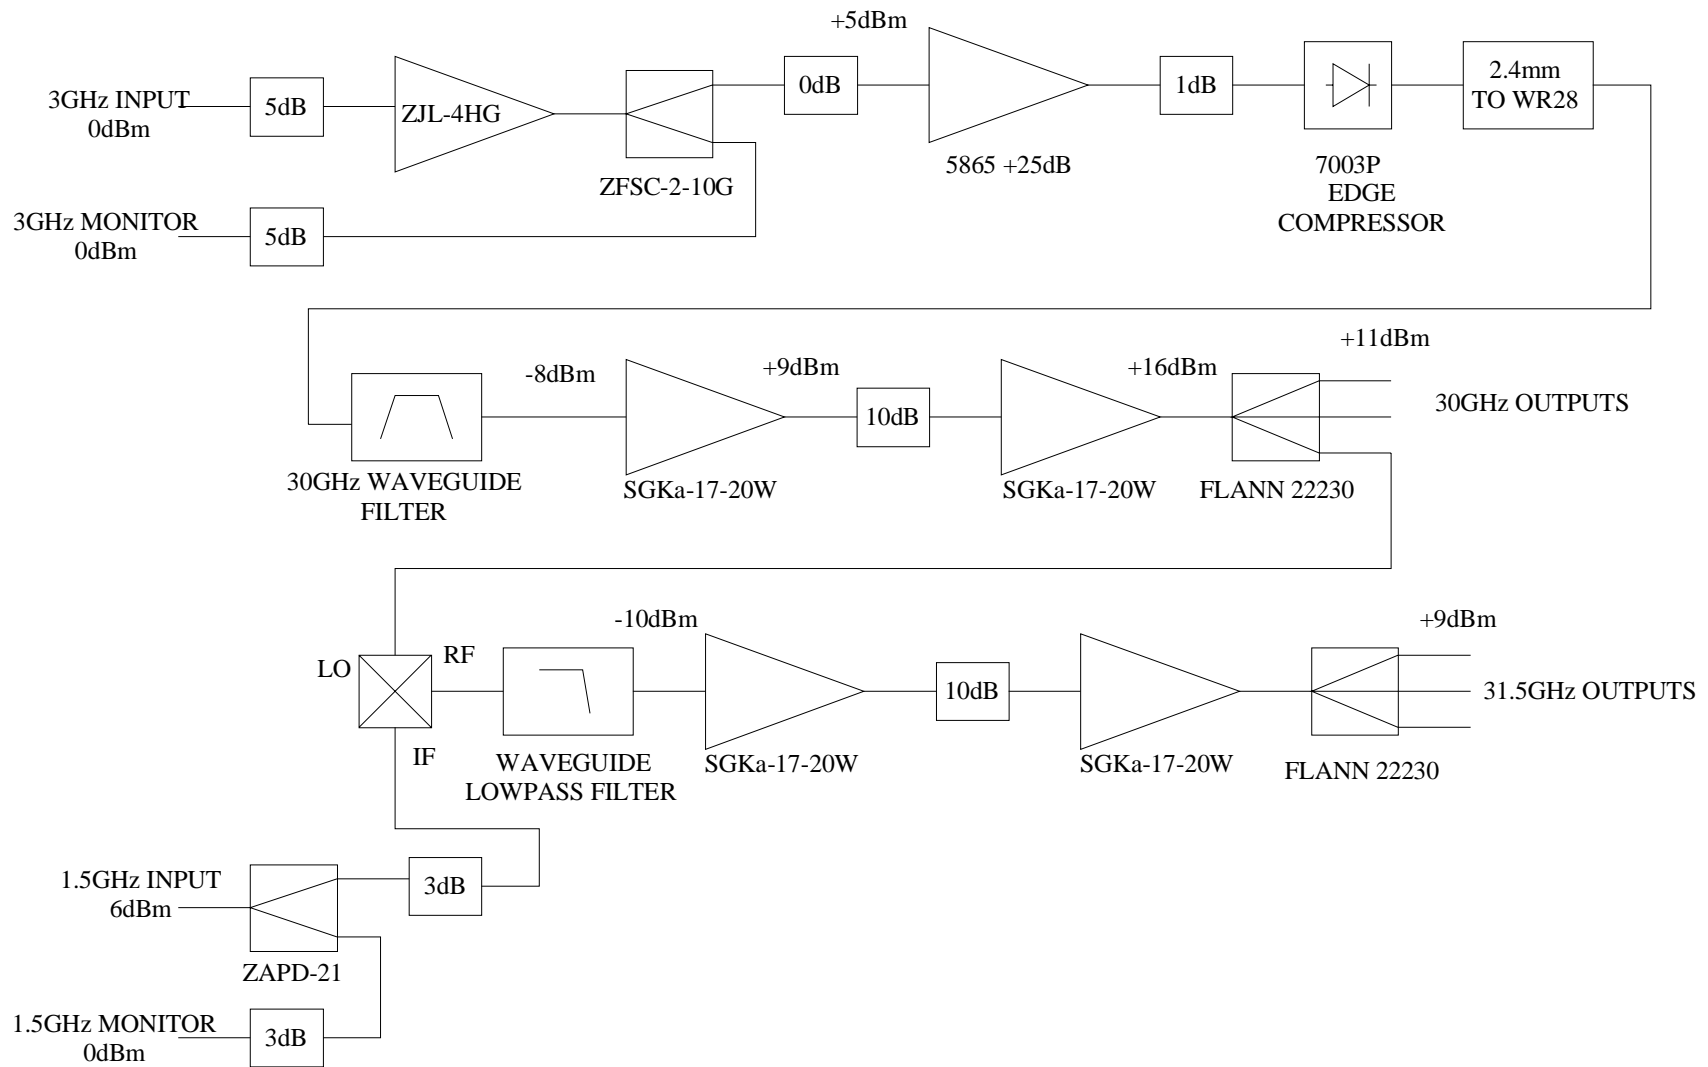 +5dBm
3GHz INPUT
0dBm
5dB
ZJL-4HG
ZFSC-2-10G
0dB
5865 +25dB
1dB
7003P
EDGE
COMPRESSOR
2.4mm
TO WR28
3GHz MONITOR
0dBm
5dB
30GHz WAVEGUIDE
FILTER
-8dBm
SGKa-17-20W
+9dBm
10dB
SGKa-17-20W
+16dBm
FLANN 22230
+11dBm
30GHz OUTPUTS
LO
RF
IF
WAVEGUIDE
LOWPASS FILTER
-10dBm
SGKa-17-20W
10dB
SGKa-17-20W
FLANN 22230
+9dBm
31.5GHz OUTPUTS
1.5GHz INPUT
6dBm
ZAPD-21
3dB
1.5GHz MONITOR
0dBm
3dB